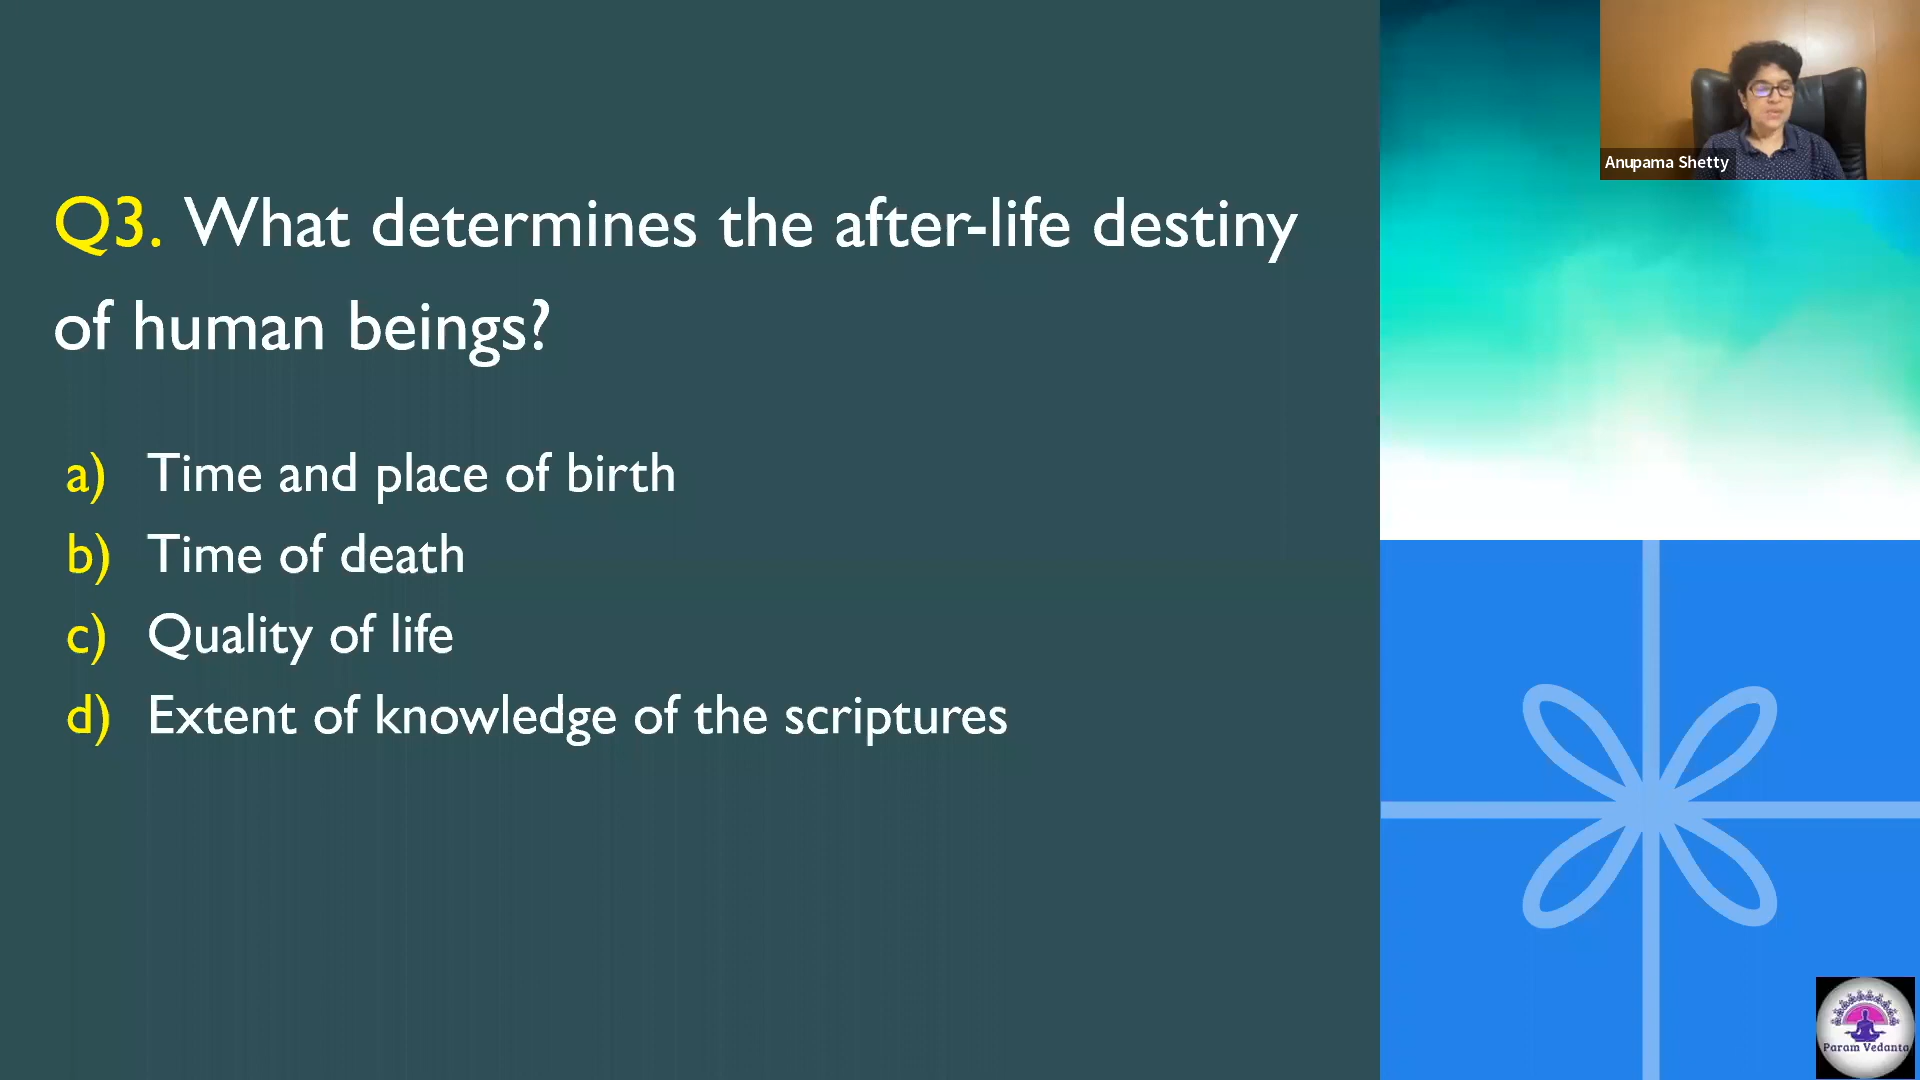 Q3. What determines the after-life destiny
of human beings?
a) Time and place of birth
b) Time of death
c) Quality of life
d) Extent of knowledge of the scriptures
Anupama Shetty
Param Vedanta